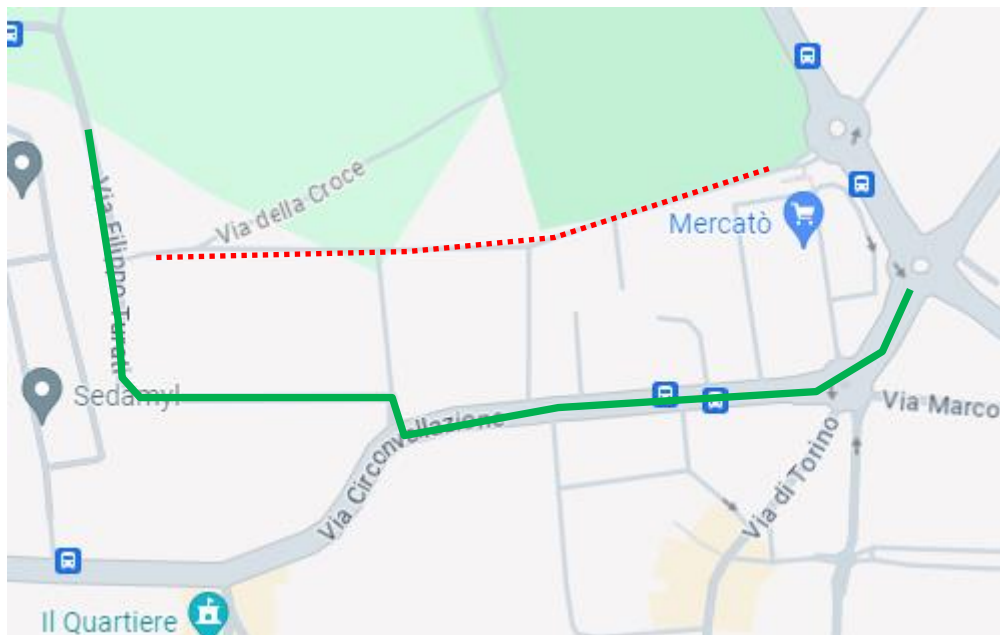 Via della Croce
Mercatò
Via Filippo Turati
Sedamyl
Via Marco
Via Circonvallazione
Via di Torino
Il Quartiere